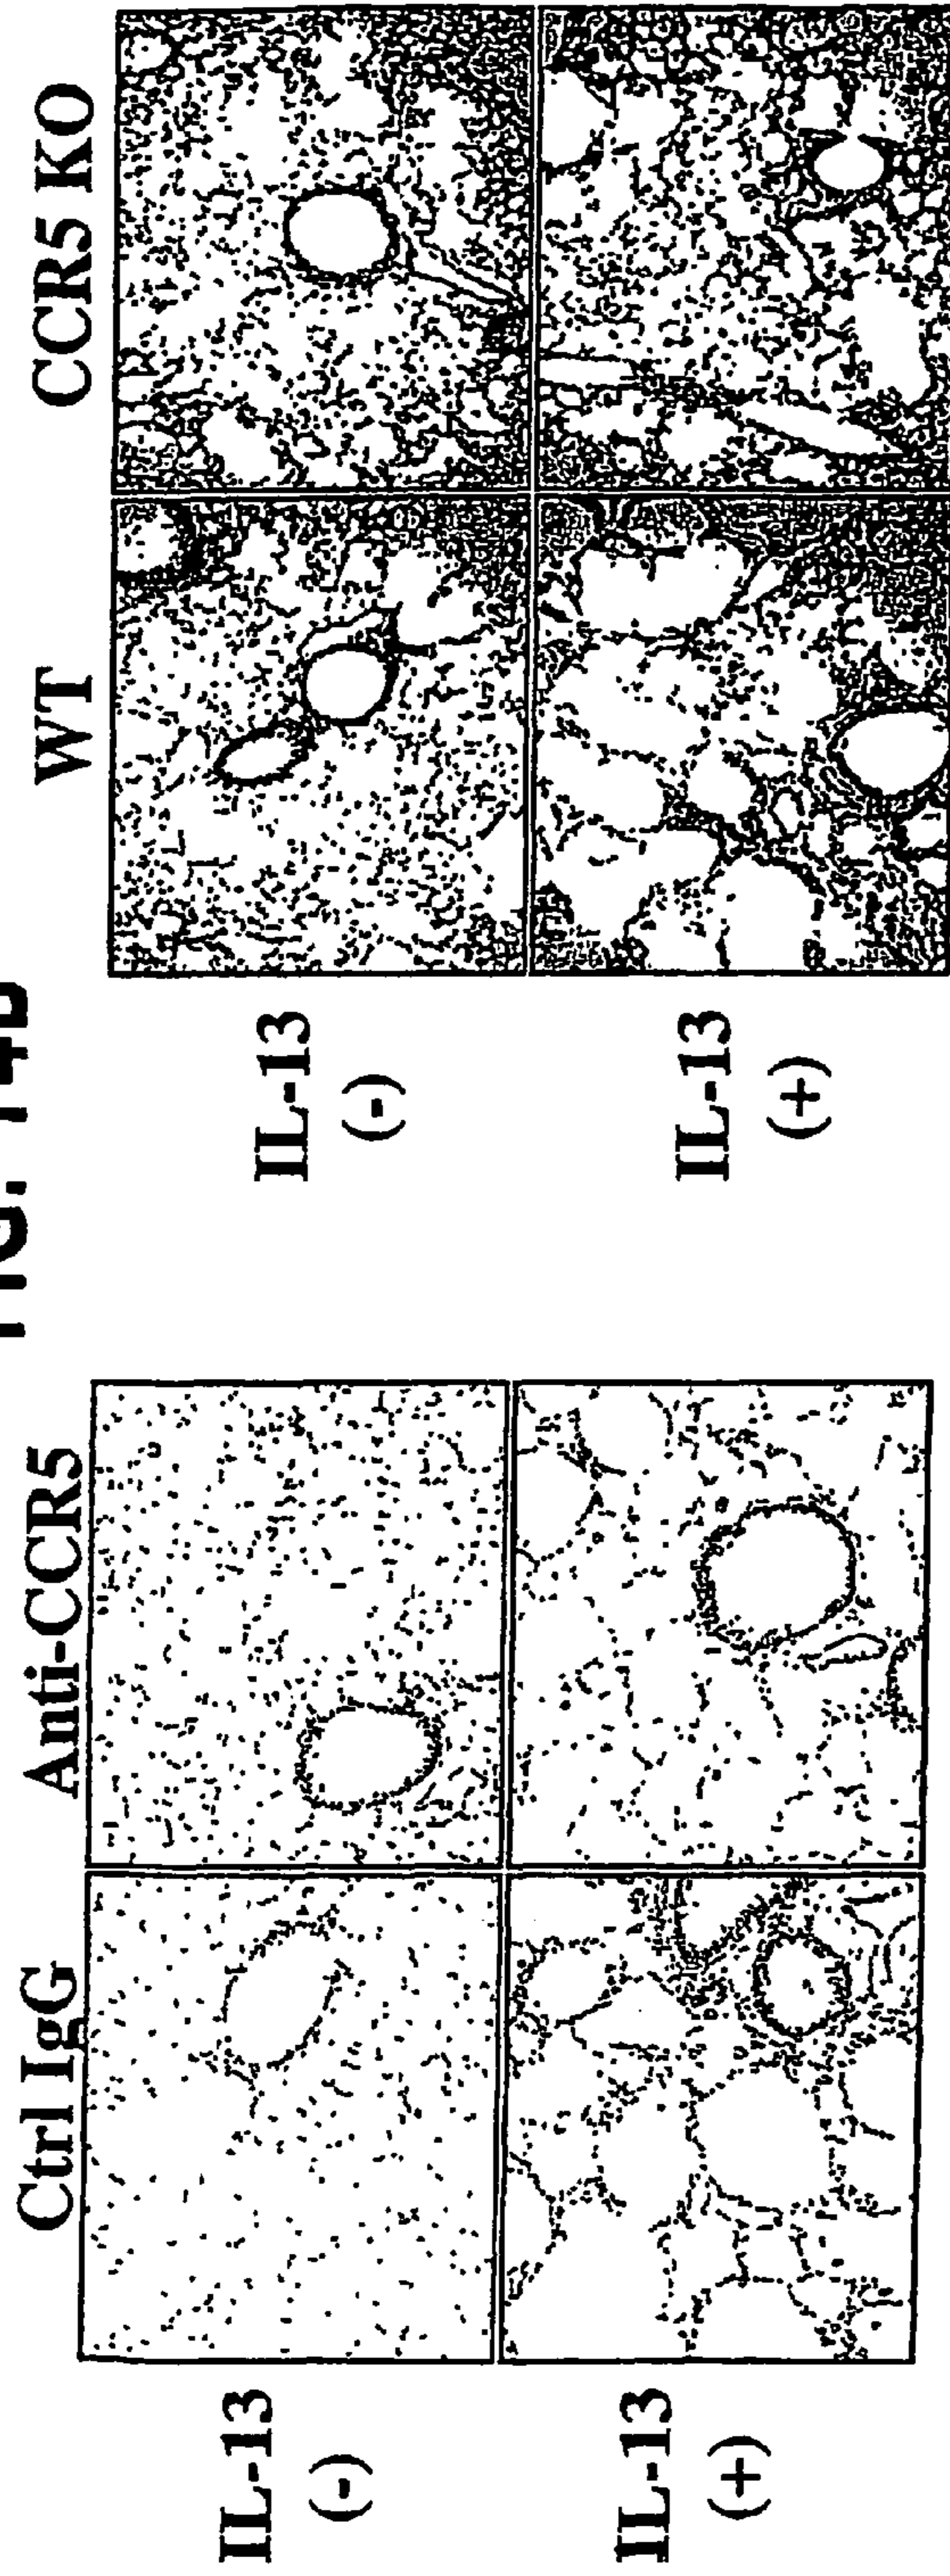 Ctrl IgG Anti-CCR5
IL-13
(-)
IL-13
(+)
WT CCR5 KO
IL-13
(-)
IL-13
(+)